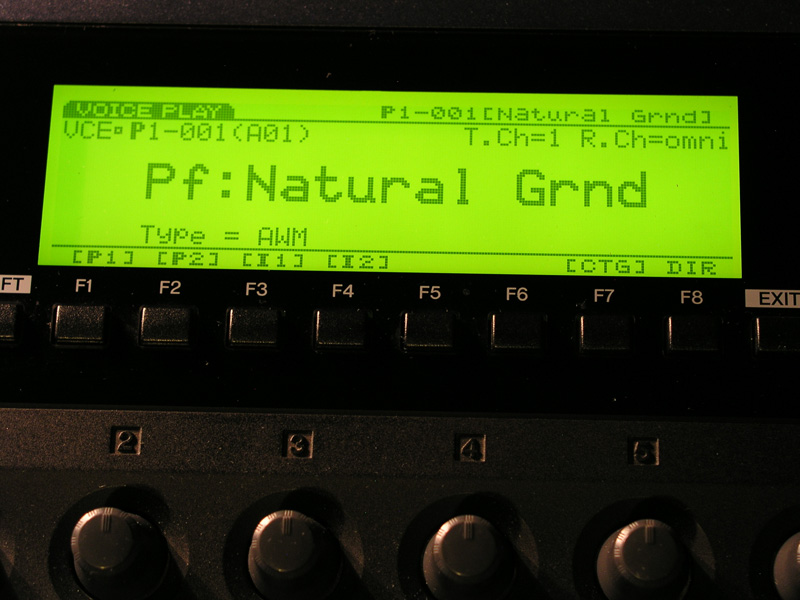 VOICE PLAY P1-001[Natural Grnd]
VCE P1-001(A01) T.Ch=1 R.Ch=omni
Pf:Natural Grnd
Type = AWM
[P1] [P2] [I1] [I2] [CTG] DIR
FT F1 F2 F3 F4 F5 F6 F7 F8 EXIT
2 3 4 5